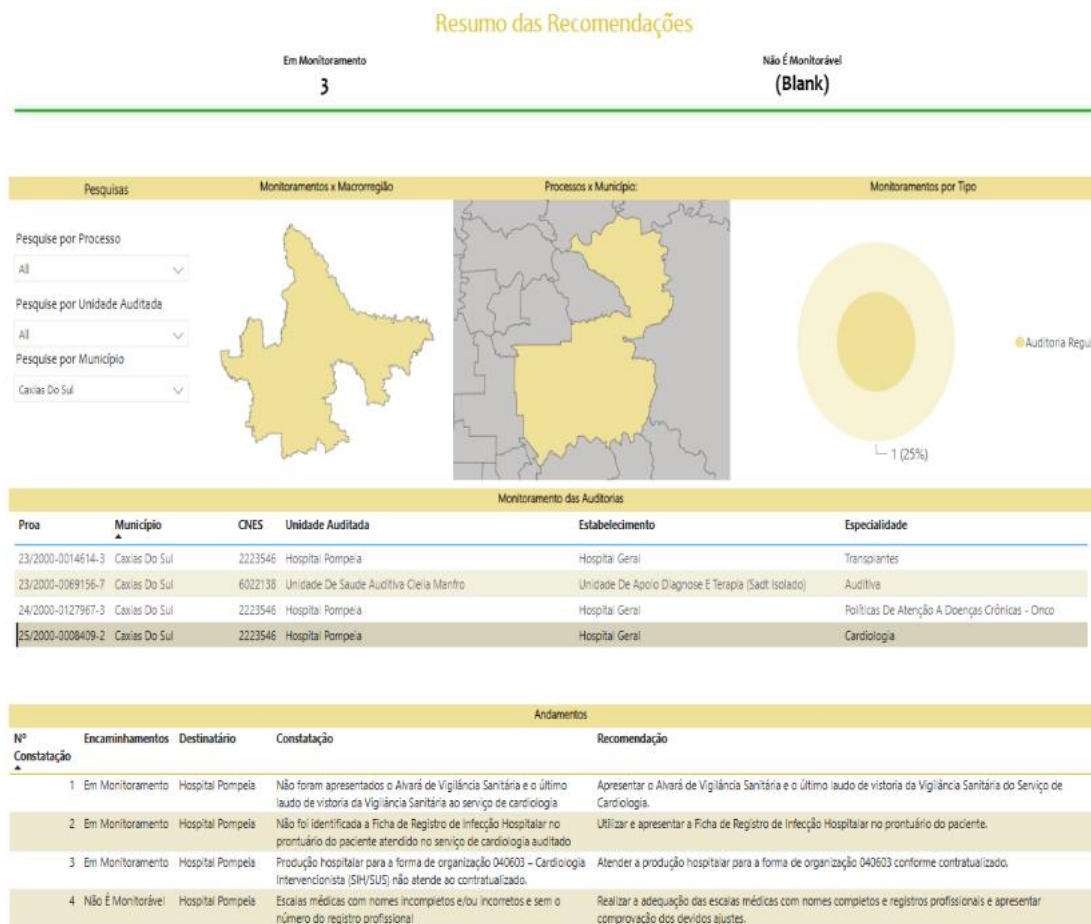 Resumo das Recomendações
Em Monitoramento
3
Não É Monitorável
(Blank)
Pesquisas
Monitoramentos x Macrorregião
Processos x Município:
Monitoramentos por Tipo
Pesquise por Processo
All
Pesquise por Unidade Auditada
All
Pesquise por Município
Caxias Do Sul
Auditoria Regu
1 (25%)
Monitoramento das Auditorias
Proa Município CNES Unidade Auditada Estabelecimento Especialidade
23/2000-0014614-3 Caxias Do Sul 2223546 Hospital Pompeia Hospital Geral Transplantes
23/2000-0069156-7 Caxias Do Sul 6022138 Unidade De Saude Auditiva Clelia Manfro Unidade De Apoio Diagnose E Terapia (Sadt Isolado) Auditiva
24/2000-0127967-3 Caxias Do Sul 2223546 Hospital Pompeia Hospital Geral Políticas De Atenção A Doenças Crônicas - Onco
25/2000-0008409-2 Caxias Do Sul 2223546 Hospital Pompeia Hospital Geral Cardiologia
Andamentos
Nº Constatação Encaminhamentos Destinatário Constatação Recomendação
1 Em Monitoramento Hospital Pompeia Não foram apresentados o Alvará de Vigilância Sanitária e o último Apresentar o Alvará de Vigilância Sanitária e o último laudo de vistoria da Vigilância Sanitária do Serviço de
laudo de vistoria da Vigilância Sanitária ao serviço de cardiologia Cardiologia.
2 Em Monitoramento Hospital Pompeia Não foi identificada a Ficha de Registro de Infecção Hospitalar no Utilizar e apresentar a Ficha de Registro de Infecção Hospitalar no prontuário do paciente.
prontuário do paciente atendido no serviço de cardiologia auditado
3 Em Monitoramento Hospital Pompeia Produção hospitalar para a forma de organização 040603 – Cardiologia Atender a produção hospitalar para a forma de organização 040603 conforme contratualizado.
Intervencionista (SIH/SUS) não atende ao contratualizado.
4 Não É Monitorável Hospital Pompeia Escalas médicas com nomes incompletos e/ou incorretos e sem o Realizar a adequação das escalas médicas com nomes completos e registros profissionais e apresentar
número do registro profissional comprovação dos devidos ajustes.